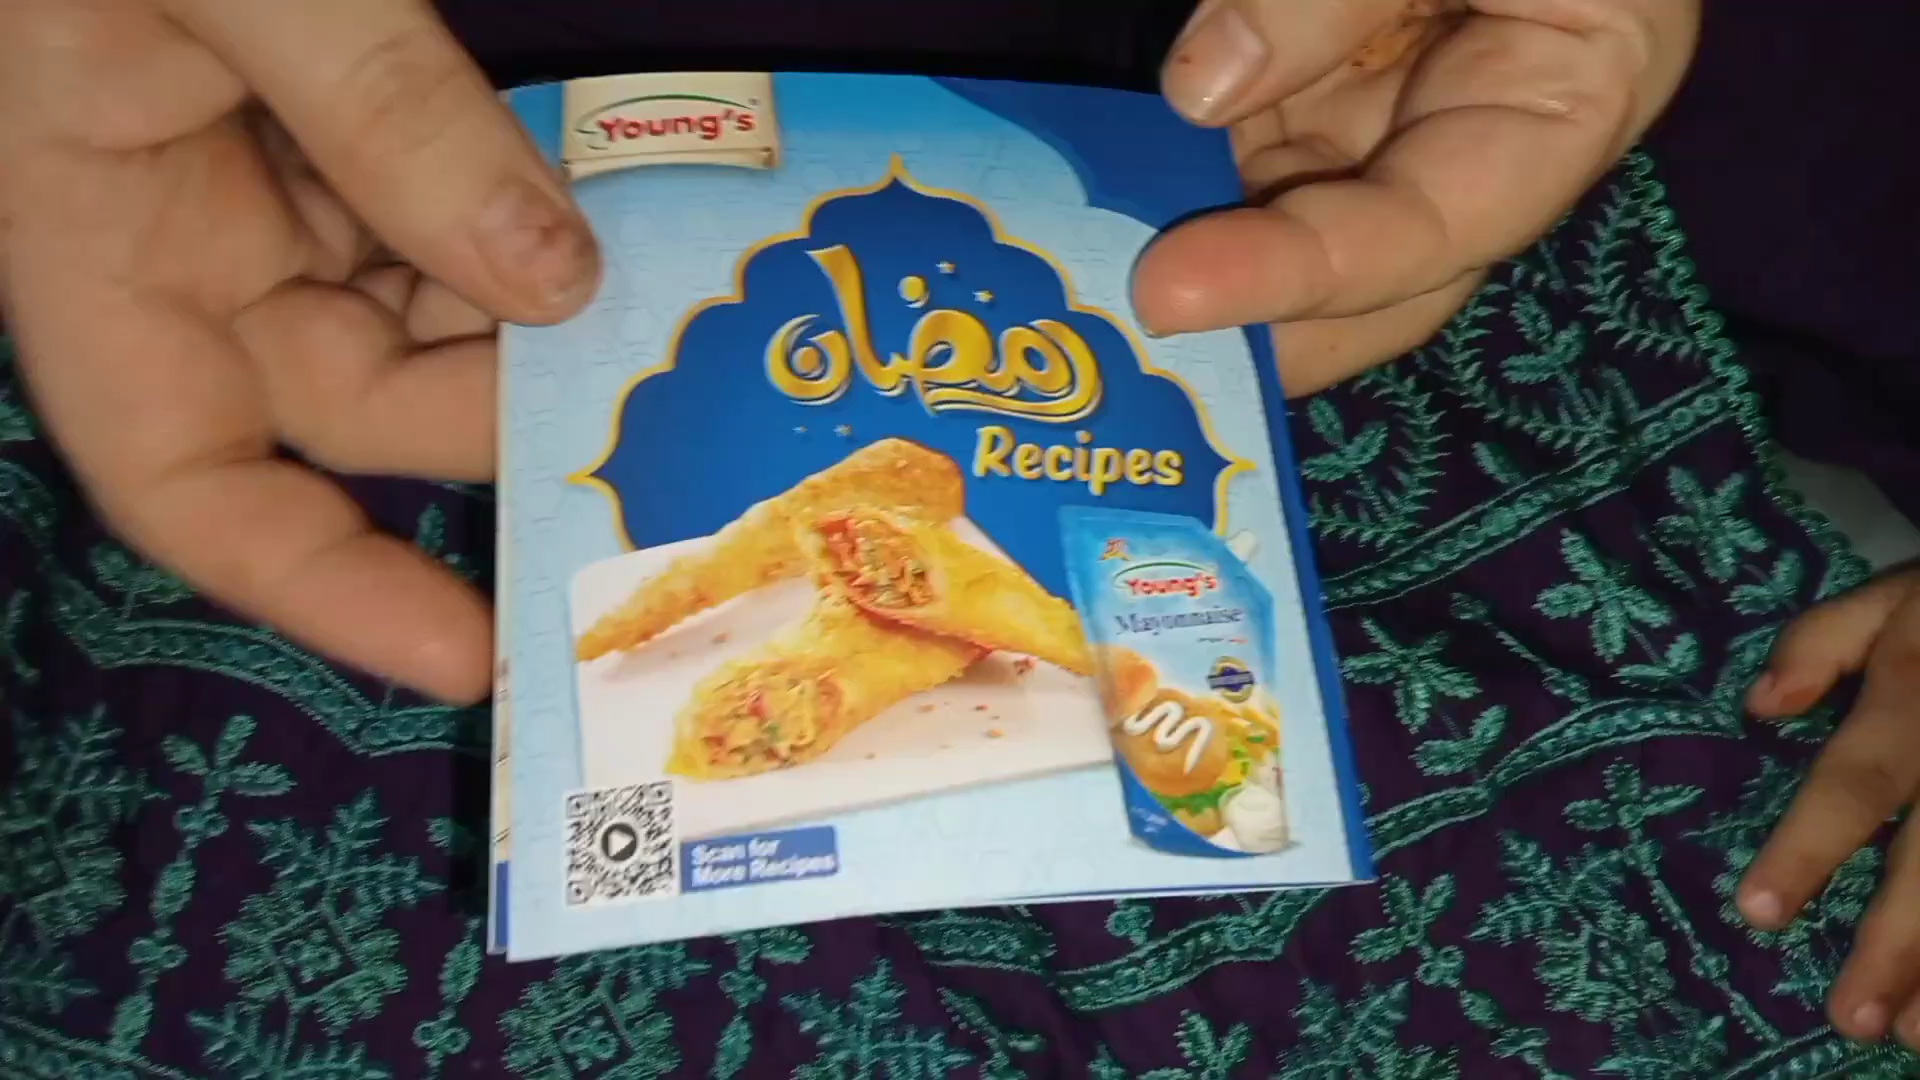 Young's
رمضان
Recipes
Young's
Mayonnaise
Scan for
More Recipes